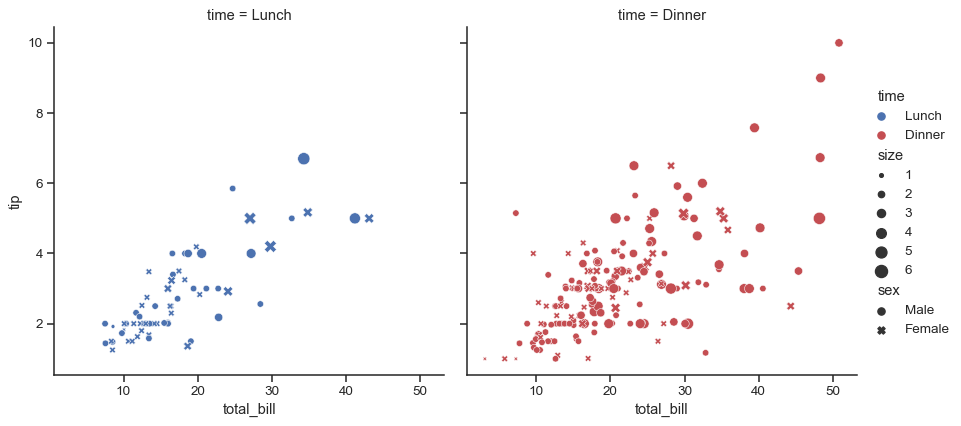 time = Lunch
time = Dinner
10
8
6
4
2
tip
10
20
30
40
50
total_bill
10
20
30
40
50
total_bill
time
Lunch
Dinner
size
1
2
3
4
5
6
sex
Male
Female